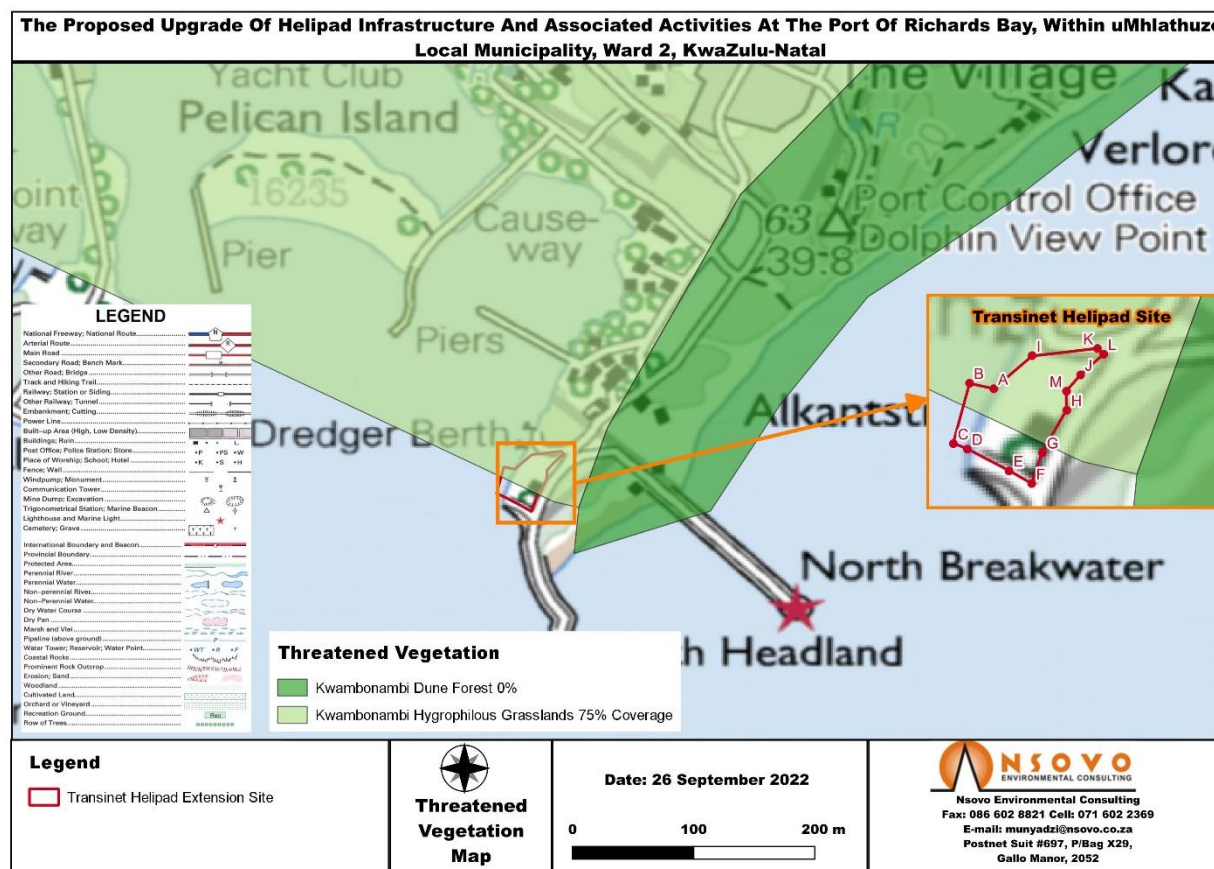 The Proposed Upgrade Of Helipad Infrastructure And Associated Activities At The Port Of Richards Bay, Within uMhlathuze
Local Municipality, Ward 2, KwaZulu-Natal
Yacht Club
Pelican Island
The Village
Ka
Verlor
R
R
20
oint
way
16235
Cause-
way
Pier
63
39·8
Port Control Office
Dolphin View Point
Piers
Dredger Berth
Alkantst
North Breakwater
th Headland
Transinet Helipad Site
I
K
L
B
A
J
M
H
C
D
G
E
F
LEGEND
National Freeway; National Route
N
Arterial Route
R
Main Road
Secondary Road; Bench Mark
Other Road; Bridge
Track and Hiking Trail
Railway; Station or Siding
Other Railway; Tunnel
Embankment; Cutting
Power Line
Built-up Area (High, Low Density)
Buildings; Ruin
Post Office; Police Station; Store
•P •PS •W
Place of Worship; School; Hotel
•K •S •H
Fence; Wall
Windpump; Monument
Communication Tower
Mine Dump; Excavation
Trigonometrical Station; Marine Beacon
Lighthouse and Marine Light
Cemetery; Grave
International Boundary and Beacon
Provincial Boundary
Protected Area
Perennial River
Perennial Water
Non-perennial River
Non-Perennial Water
Dry Water Course
Dry Pan
Marsh and Vlei
Pipeline (above ground)
Water Tower; Reservoir; Water Point
•WT •R •P
Coastal Rocks
Prominent Rock Outcrop
Erosion; Sand
Woodland
Cultivated Land
Orchard or Vineyard
Recreation Ground
Rec
Row of Trees
Threatened Vegetation
Kwambonambi Dune Forest 0%
Kwambonambi Hygrophilous Grasslands 75% Coverage
Legend
Transinet Helipad Extension Site
Threatened
Vegetation
Map
Date: 26 September 2022
0 100 200 m
NSOVO
ENVIRONMENTAL CONSULTING
Nsovo Environmental Consulting
Fax: 086 602 8821 Cell: 071 602 2369
E-mail: munyadzi@nsovo.co.za
Postnet Suit #697, P/Bag X29,
Gallo Manor, 2052